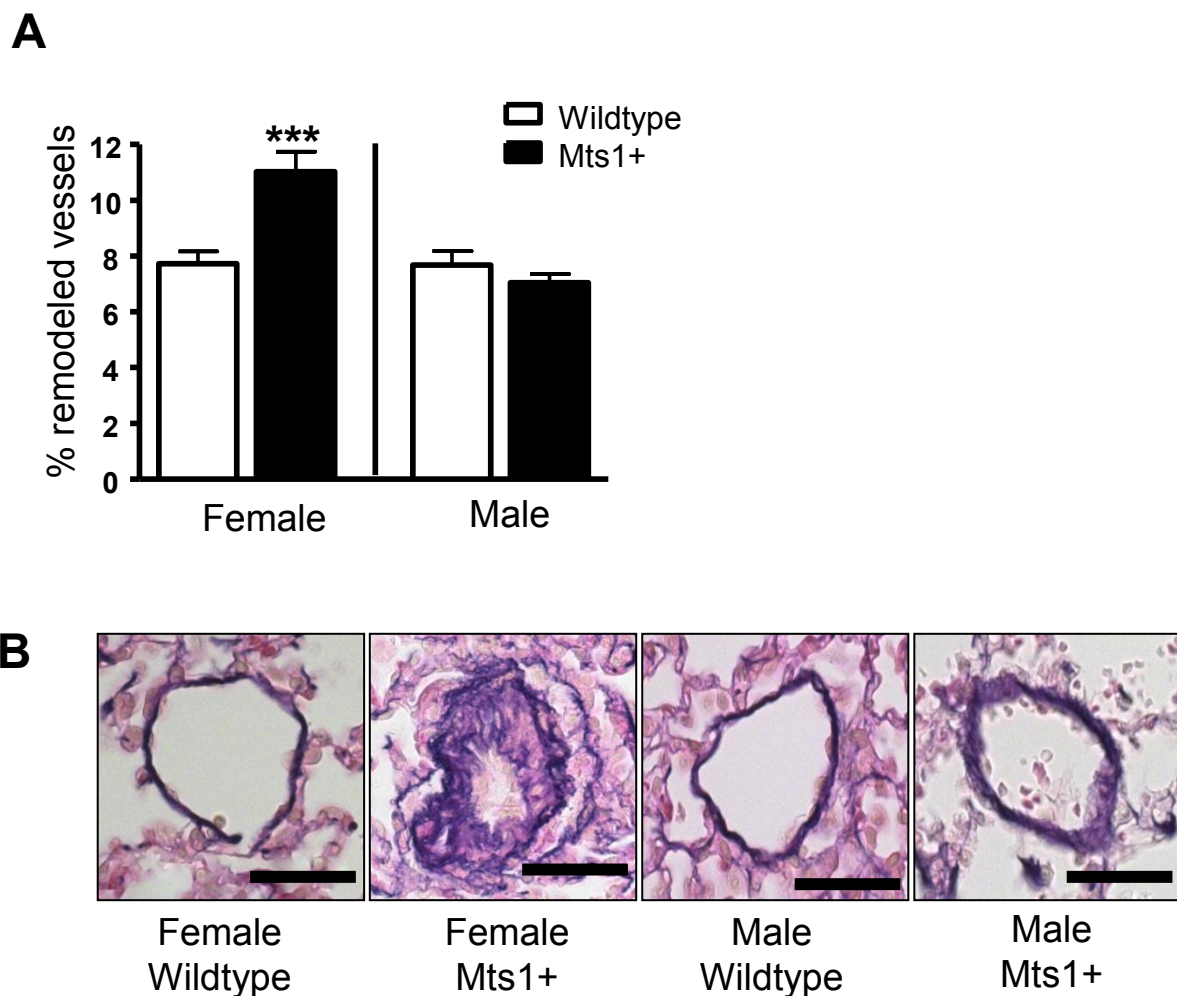 A
% remodeled vessels
***
Wildtype
Mts1+
12
10
8
6
4
2
0
Female
Male
B
Female
Wildtype
Female
Mts1+
Male
Wildtype
Male
Mts1+